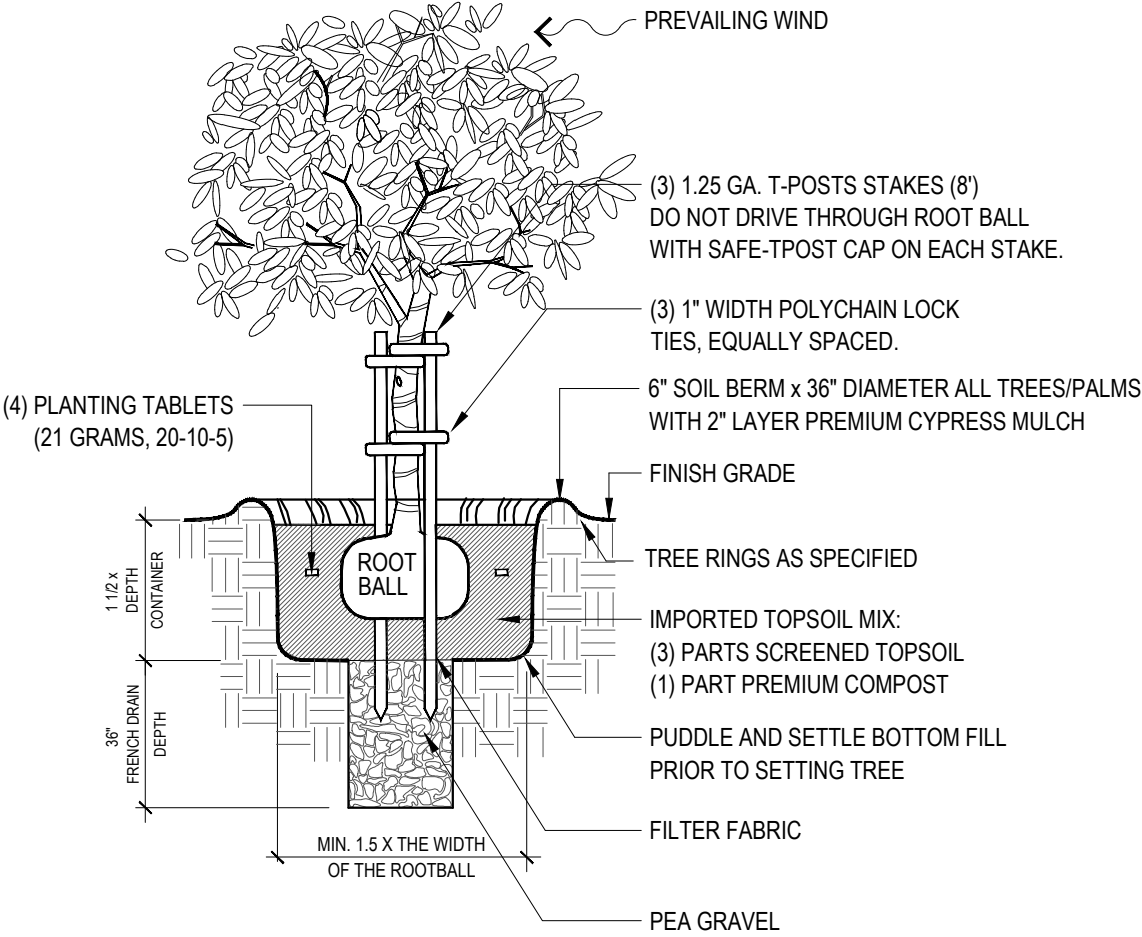 PREVAILING WIND
(3) 1.25 GA. T-POSTS STAKES (8')
DO NOT DRIVE THROUGH ROOT BALL
WITH SAFE-TPOST CAP ON EACH STAKE.
(3) 1" WIDTH POLYCHAIN LOCK
TIES, EQUALLY SPACED.
6" SOIL BERM x 36" DIAMETER ALL TREES/PALMS
WITH 2" LAYER PREMIUM CYPRESS MULCH
(4) PLANTING TABLETS
(21 GRAMS, 20-10-5)
FINISH GRADE
TREE RINGS AS SPECIFIED
ROOT
BALL
1 1/2 x
DEPTH
CONTAINER
IMPORTED TOPSOIL MIX:
(3) PARTS SCREENED TOPSOIL
(1) PART PREMIUM COMPOST
36"
FRENCH DRAIN
DEPTH
PUDDLE AND SETTLE BOTTOM FILL
PRIOR TO SETTING TREE
FILTER FABRIC
MIN. 1.5 X THE WIDTH
OF THE ROOTBALL
PEA GRAVEL